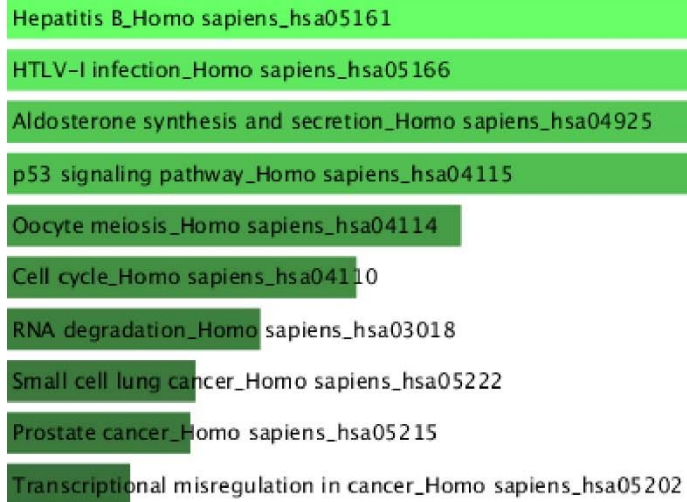 Hepatitis B_Homo sapiens_hsa05161
HTLV-I infection_Homo sapiens_hsa05166
Aldosterone synthesis and secretion_Homo sapiens_hsa04925
p53 signaling pathway_Homo sapiens_hsa04115
Oocyte meiosis_Homo sapiens_hsa04114
Cell cycle_Homo sapiens_hsa04110
RNA degradation_Homo sapiens_hsa03018
Small cell lung cancer_Homo sapiens_hsa05222
Prostate cancer_Homo sapiens_hsa05215
Transcriptional misregulation in cancer_Homo sapiens_hsa05202